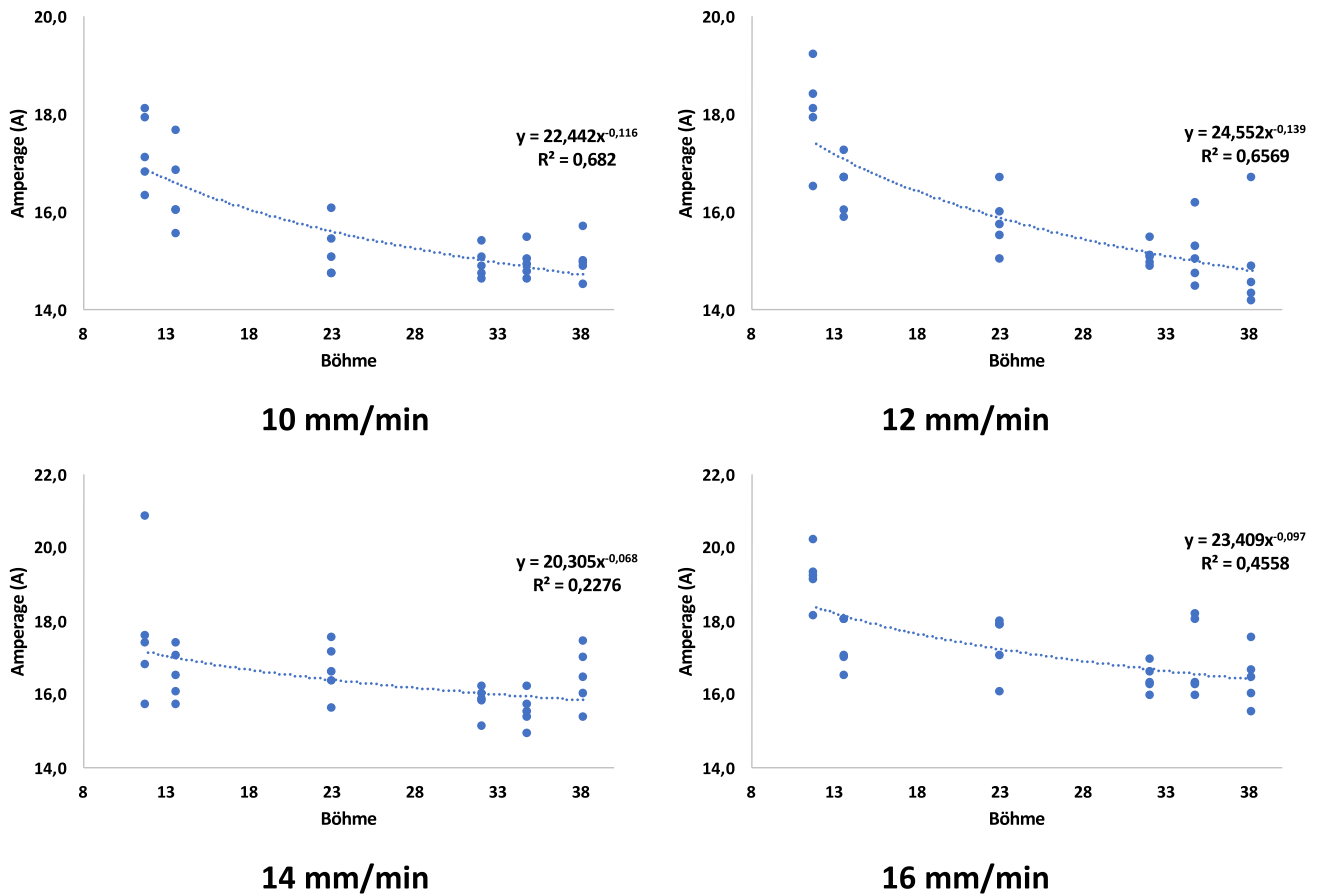 20,0
18,0
16,0
14,0
Amperage (A)
y = 22,442x^-0,116
R² = 0,682
8 13 18 23 28 33 38
Böhme
10 mm/min
20,0
18,0
16,0
14,0
Amperage (A)
y = 24,552x^-0,139
R² = 0,6569
8 13 18 23 28 33 38
Böhme
12 mm/min
22,0
20,0
18,0
16,0
14,0
Amperage (A)
y = 20,305x^-0,068
R² = 0,2276
8 13 18 23 28 33 38
Böhme
14 mm/min
22,0
20,0
18,0
16,0
14,0
Amperage (A)
y = 23,409x^-0,097
R² = 0,4558
8 13 18 23 28 33 38
Böhme
16 mm/min